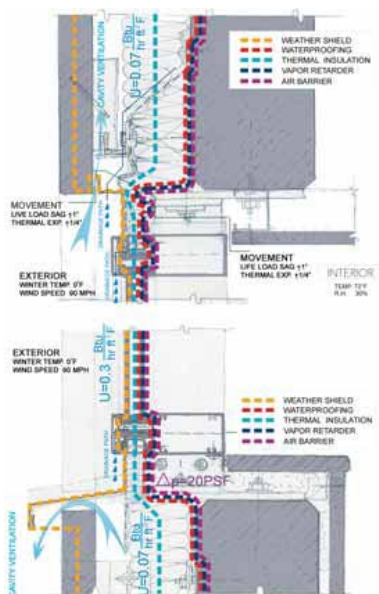 CAVITY VENTILATION
U=0.07 Btu
hr ft² °F
WEATHER SHIELD
WATERPROOFING
THERMAL INSULATION
VAPOR RETARDER
AIR BARRIER
MOVEMENT
LIVE LOAD SAG ±1"
THERMAL EXP. ±1/4"
DRAINAGE PATH
EXTERIOR
WINTER TEMP. 0°F
WIND SPEED 90 MPH
MOVEMENT
LIFE LOAD SAG ±1"
THERMAL EXP. ±1/4"
INTERIOR
TEMP. 72°F
R.H. 30%
EXTERIOR
WINTER TEMP. 0°F
WIND SPEED 90 MPH
U=0.3 Btu
hr ft² °F
WEATHER SHIELD
WATERPROOFING
THERMAL INSULATION
VAPOR RETARDER
AIR BARRIER
DRAINAGE PATH
Δp=20PSF
CAVITY VENTILATION
U=0.07 Btu
hr ft² °F